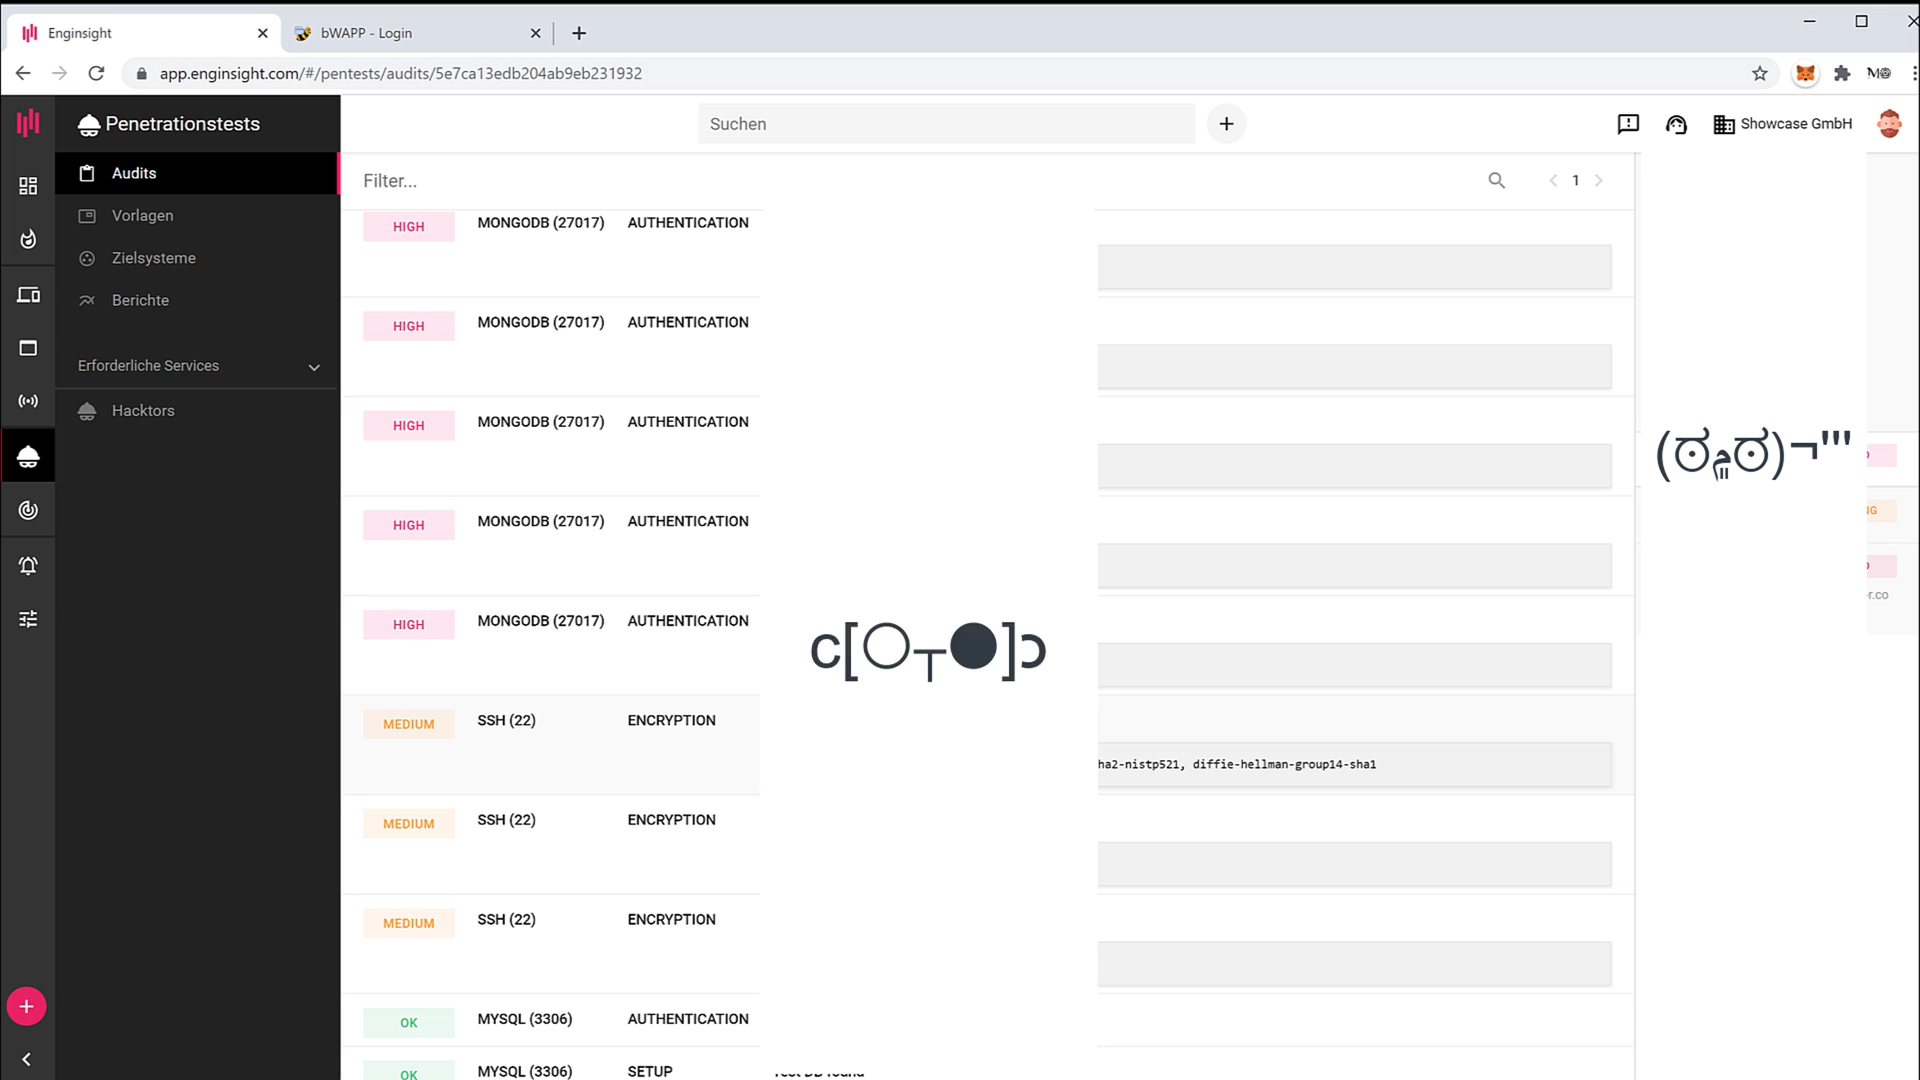 Enginsight
bWAPP - Login
app.enginsight.com/#/pentests/audits/5e7ca13edb204ab9eb231932
Penetrationstests
Suchen
Showcase GmbH
Audits
Vorlagen
Zielsysteme
Berichte
Erforderliche Services
Hacktors
Filter...
1
HIGH MONGODB (27017) AUTHENTICATION
HIGH MONGODB (27017) AUTHENTICATION
HIGH MONGODB (27017) AUTHENTICATION
HIGH MONGODB (27017) AUTHENTICATION
HIGH MONGODB (27017) AUTHENTICATION
MEDIUM SSH (22) ENCRYPTION
ha2-nistp521, diffie-hellman-group14-sha1
MEDIUM SSH (22) ENCRYPTION
MEDIUM SSH (22) ENCRYPTION
OK MYSQL (3306) AUTHENTICATION
OK MYSQL (3306) SETUP
c[○┬●]כ
(ಠ¸ಠ)¬'''
NG
r.co